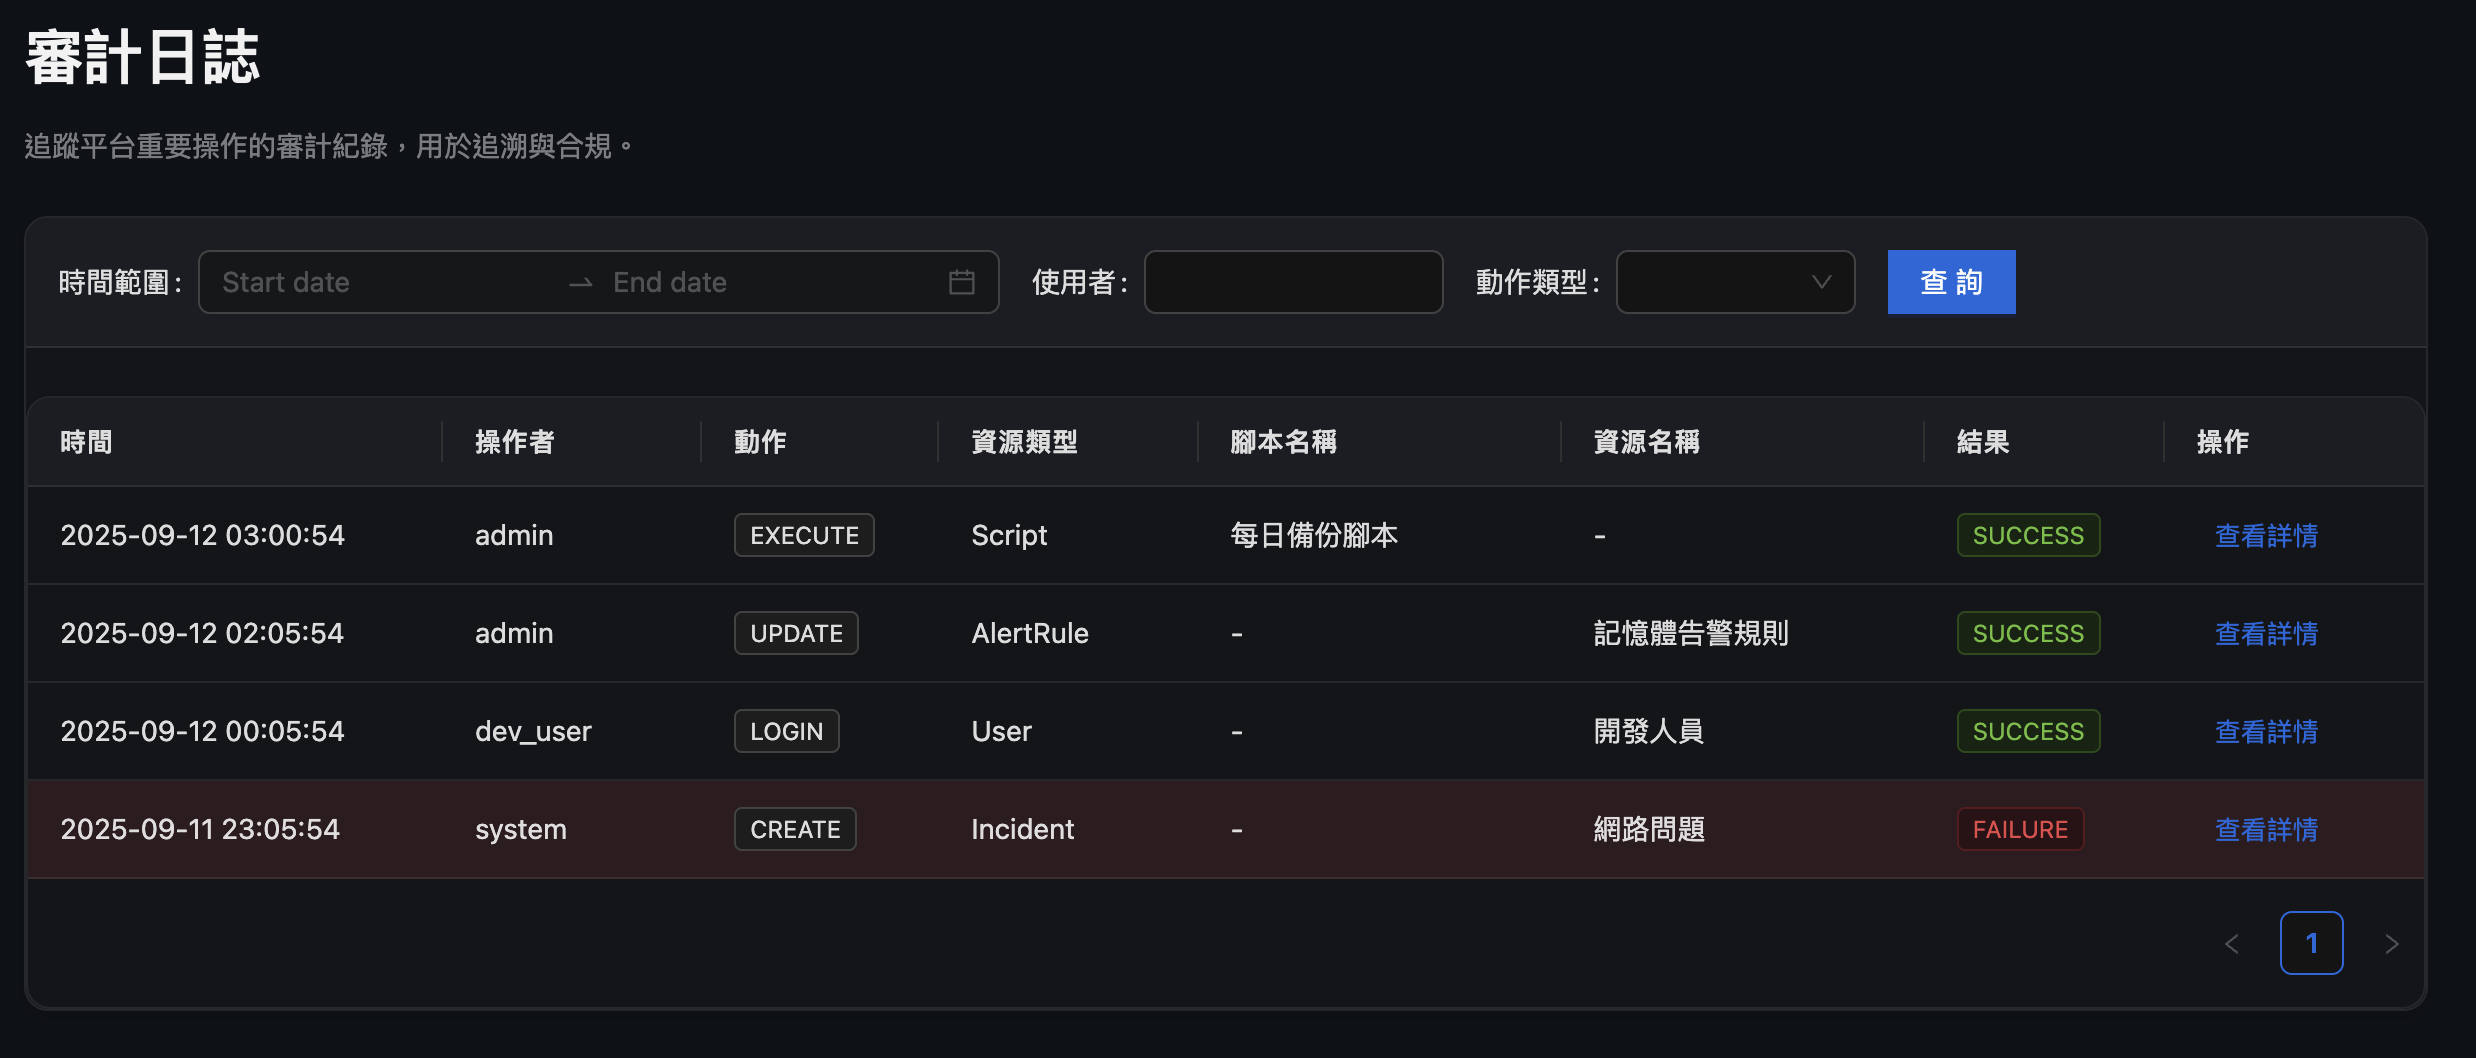 審計日誌
追蹤平台重要操作的審計紀錄，用於追溯與合規。
時間範圍: Start date → End date 使用者: 動作類型: 查 詢
時間 操作者 動作 資源類型 腳本名稱 資源名稱 結果 操作
2025-09-12 03:00:54 admin EXECUTE Script 每日備份腳本 - SUCCESS 查看詳情
2025-09-12 02:05:54 admin UPDATE AlertRule - 記憶體告警規則 SUCCESS 查看詳情
2025-09-12 00:05:54 dev_user LOGIN User - 開發人員 SUCCESS 查看詳情
2025-09-11 23:05:54 system CREATE Incident - 網路問題 FAILURE 查看詳情
< 1 >